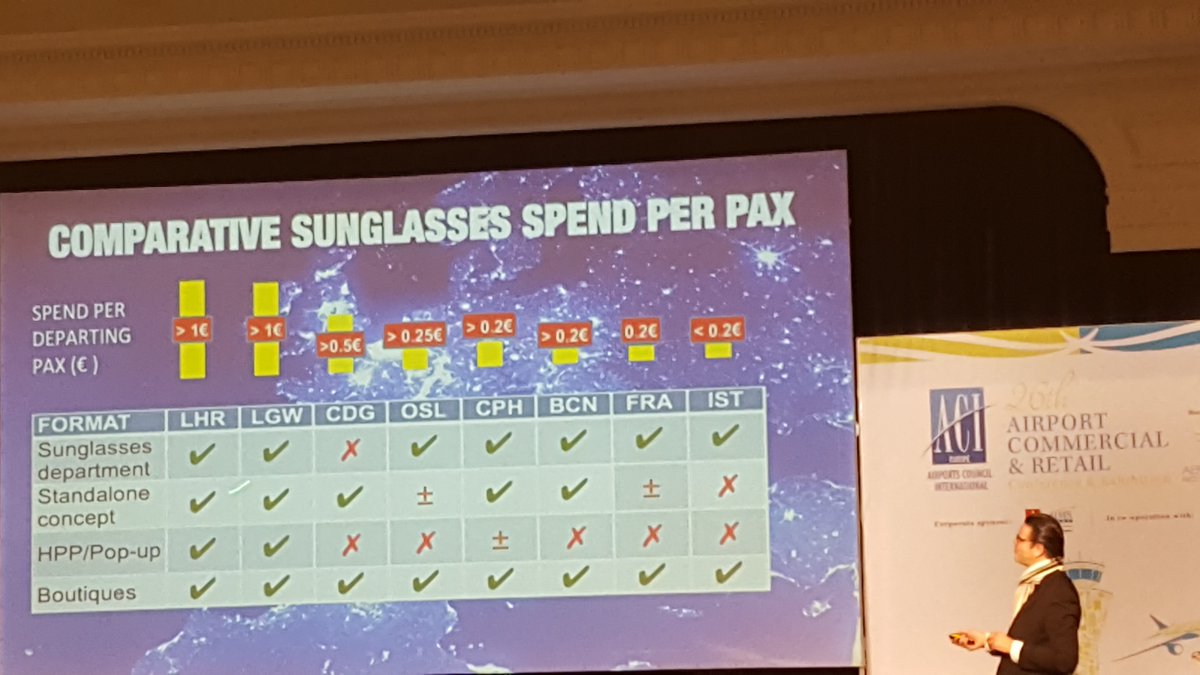 COMPARATIVE SUNGLASSES SPEND PER PAX
SPEND PER
DEPARTING
PAX (€ )
> 1€ > 1€ >0.5€ > 0.25€ > 0.2€ > 0.2€ 0.2€ < 0.2€
FORMAT LHR LGW CDG OSL CPH BCN FRA IST
Sunglasses
department ✓ ✓ ✗ ✓ ✓ ✓ ✓ ✓
Standalone
concept ✓ ✓ ✓ ± ✓ ✓ ± ✗
HPP/Pop-up ✓ ✓ ✗ ✗ ± ✗ ✗ ✗
Boutiques ✓ ✓ ✓ ✓ ✓ ✓ ✓ ✓
ACI
EUROPE
AIRPORTS COUNCIL
INTERNATIONAL
26th
AIRPORT
COMMERCIAL
& RETAIL
In co-operation with: